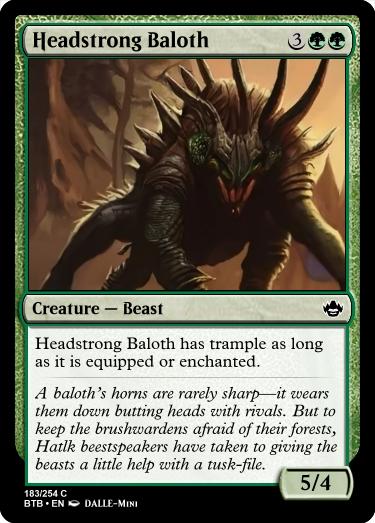 Headstrong Baloth 3
Creature — Beast
Headstrong Baloth has trample as long
as it is equipped or enchanted.
A baloth's horns are rarely sharp—it wears
them down butting heads with rivals. But to
keep the brushwardens afraid of their forests,
Hatlk beestspeakers have taken to giving the
beasts a little help with a tusk-file.
5/4
183/254 C
BTB • EN DALLE-Mini